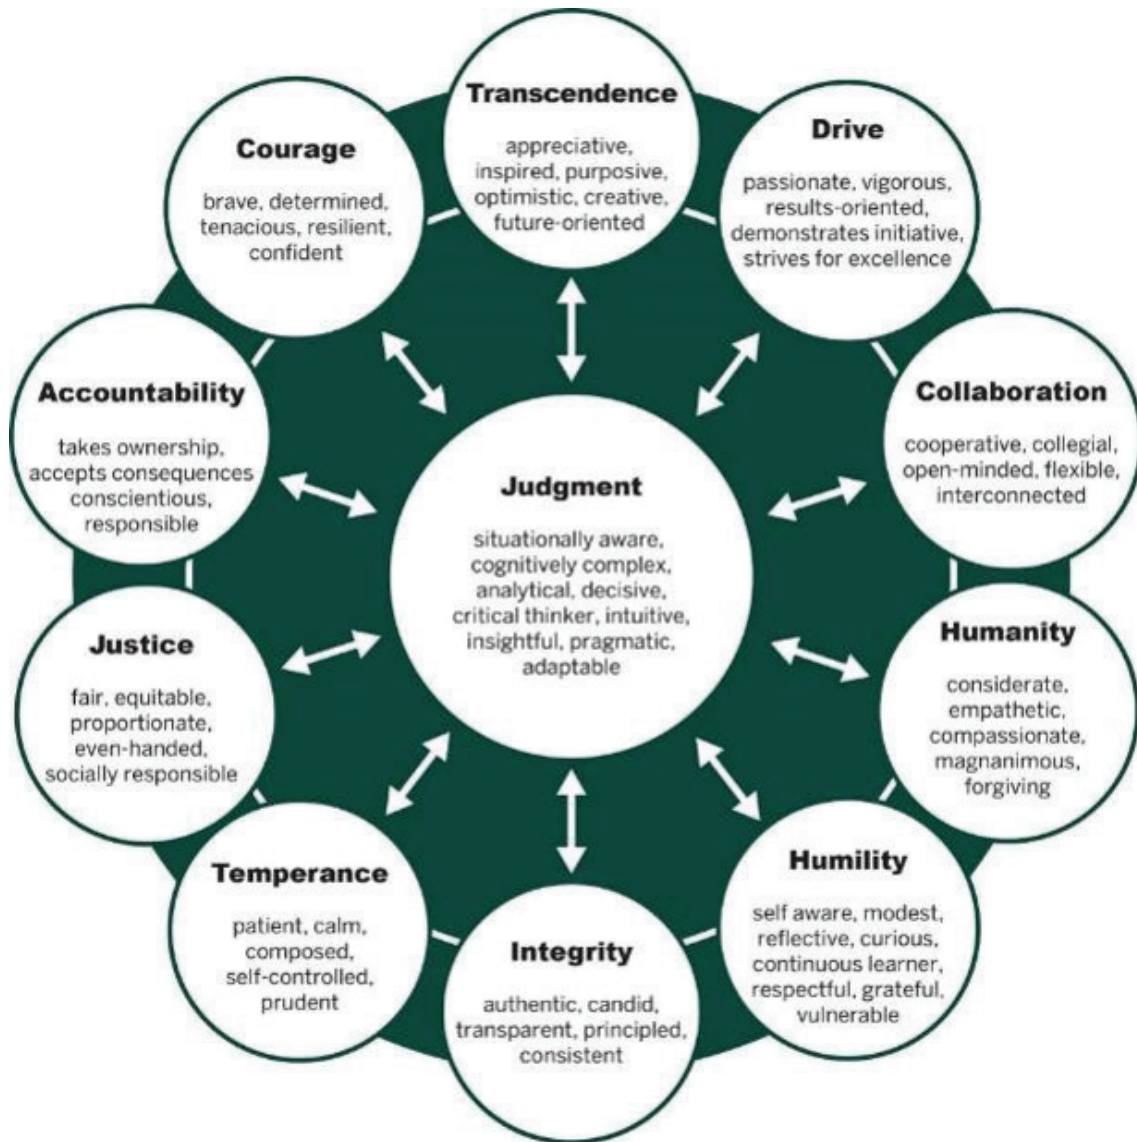 Transcendence
appreciative,
inspired, purposive,
optimistic, creative,
future-oriented
Drive
passionate, vigorous,
results-oriented,
demonstrates initiative,
strives for excellence
Collaboration
cooperative, collegial,
open-minded, flexible,
interconnected
Humanity
considerate,
empathetic,
compassionate,
magnanimous,
forgiving
Humility
self aware, modest,
reflective, curious,
continuous learner,
respectful, grateful,
vulnerable
Integrity
authentic, candid,
transparent, principled,
consistent
Temperance
patient, calm,
composed,
self-controlled,
prudent
Justice
fair, equitable,
proportionate,
even-handed,
socially responsible
Accountability
takes ownership,
accepts consequences
conscientious,
responsible
Courage
brave, determined,
tenacious, resilient,
confident
Judgment
situationally aware,
cognitively complex,
analytical, decisive,
critical thinker, intuitive,
insightful, pragmatic,
adaptable